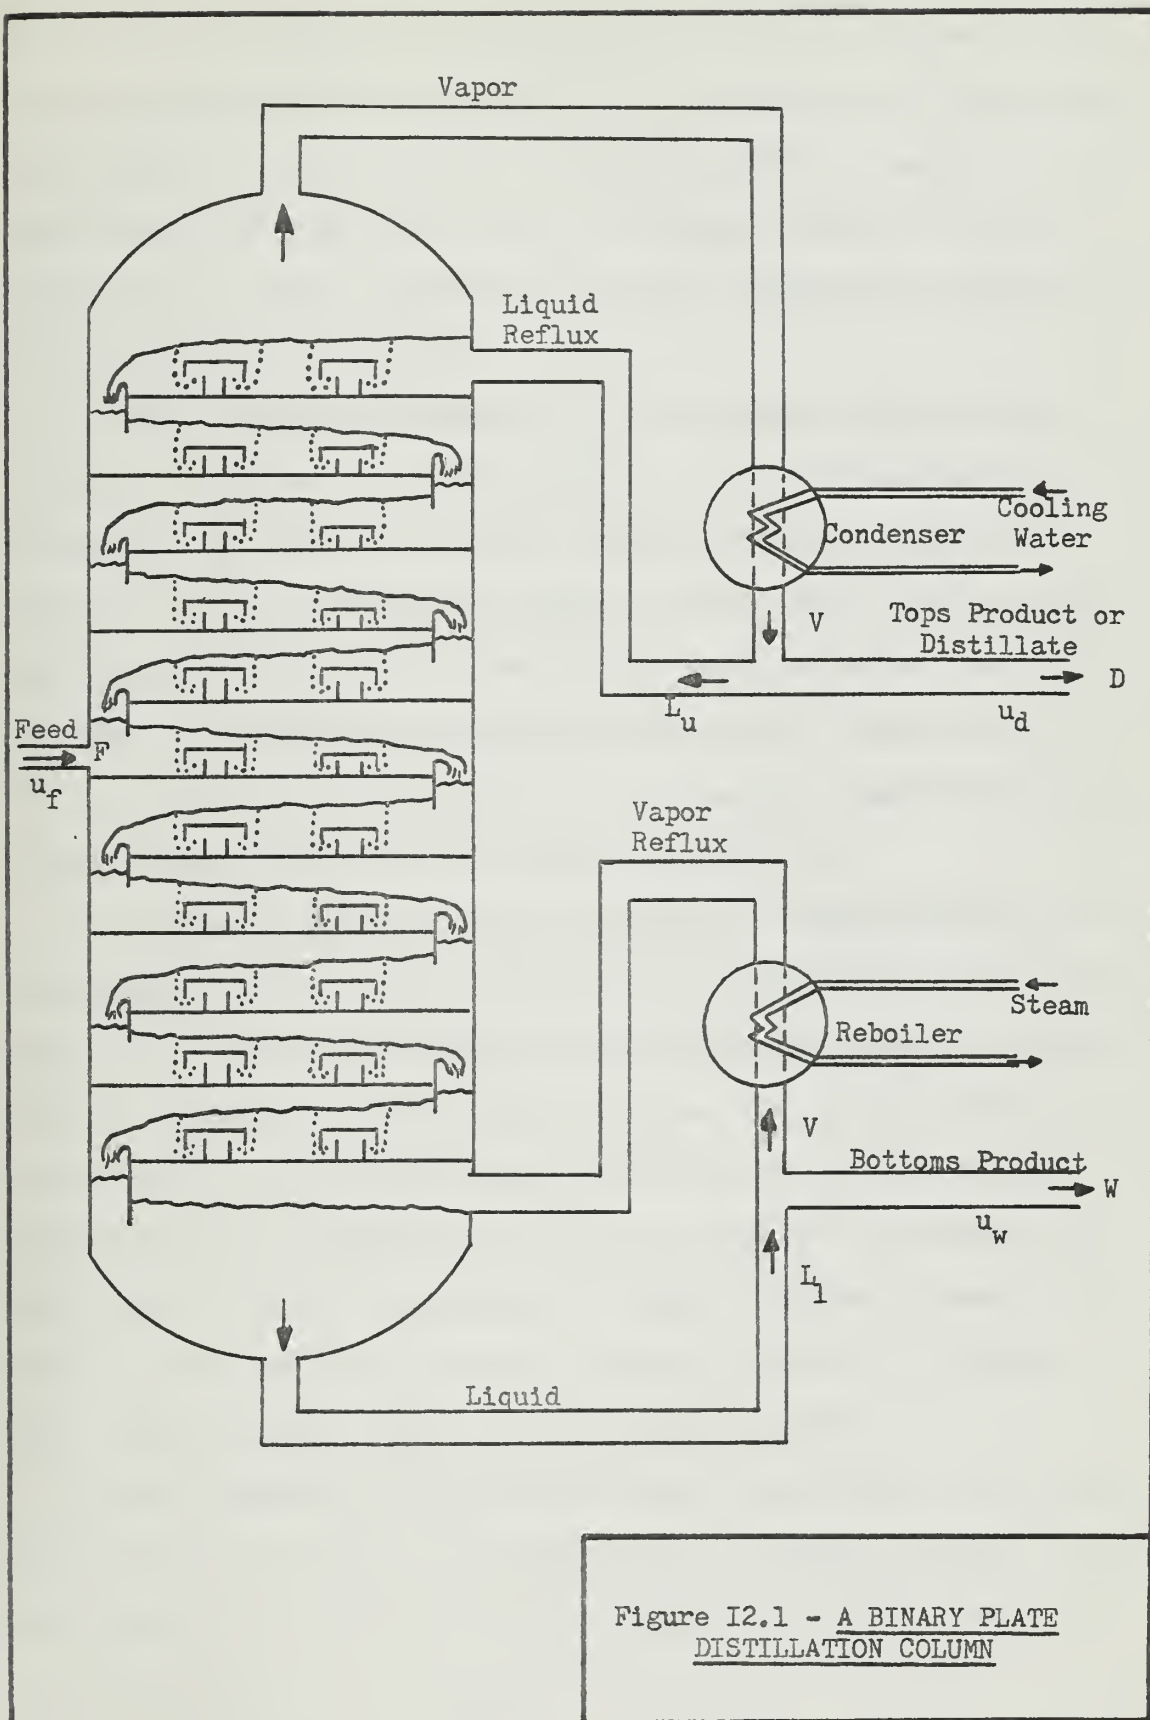 Vapor
Liquid
Reflux
Cooling
Water
Condenser
V
Tops Product or
Distillate
D
L_u
u_d
Feed
F
u_f
Vapor
Reflux
Steam
Reboiler
V
Bottoms Product
W
u_w
L_1
Liquid
Figure I2.1 - A BINARY PLATE
DISTILLATION COLUMN